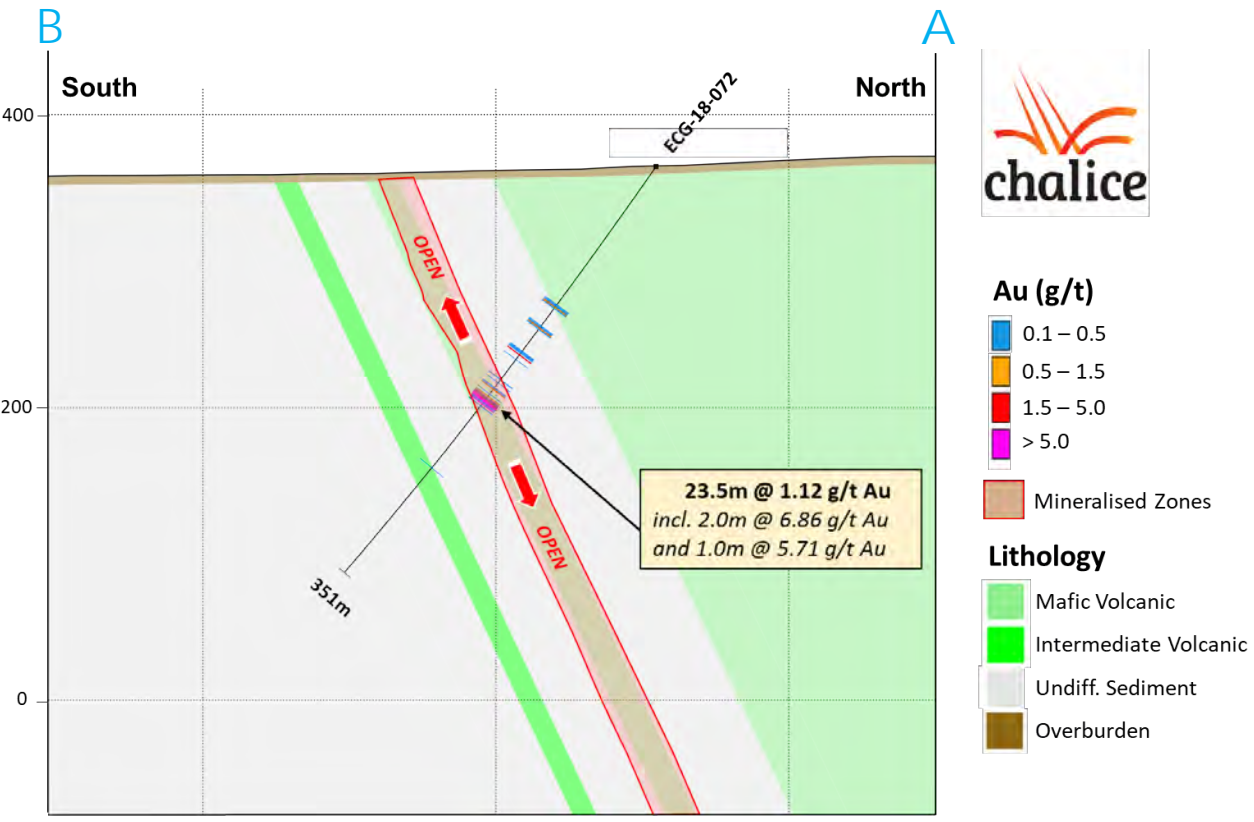 B
A
South
North
ECG-18-072
400
200
0
OPEN
OPEN
23.5m @ 1.12 g/t Au
incl. 2.0m @ 6.86 g/t Au
and 1.0m @ 5.71 g/t Au
351m
chalice
Au (g/t)
0.1 – 0.5
0.5 – 1.5
1.5 – 5.0
> 5.0
Mineralised Zones
Lithology
Mafic Volcanic
Intermediate Volcanic
Undiff. Sediment
Overburden